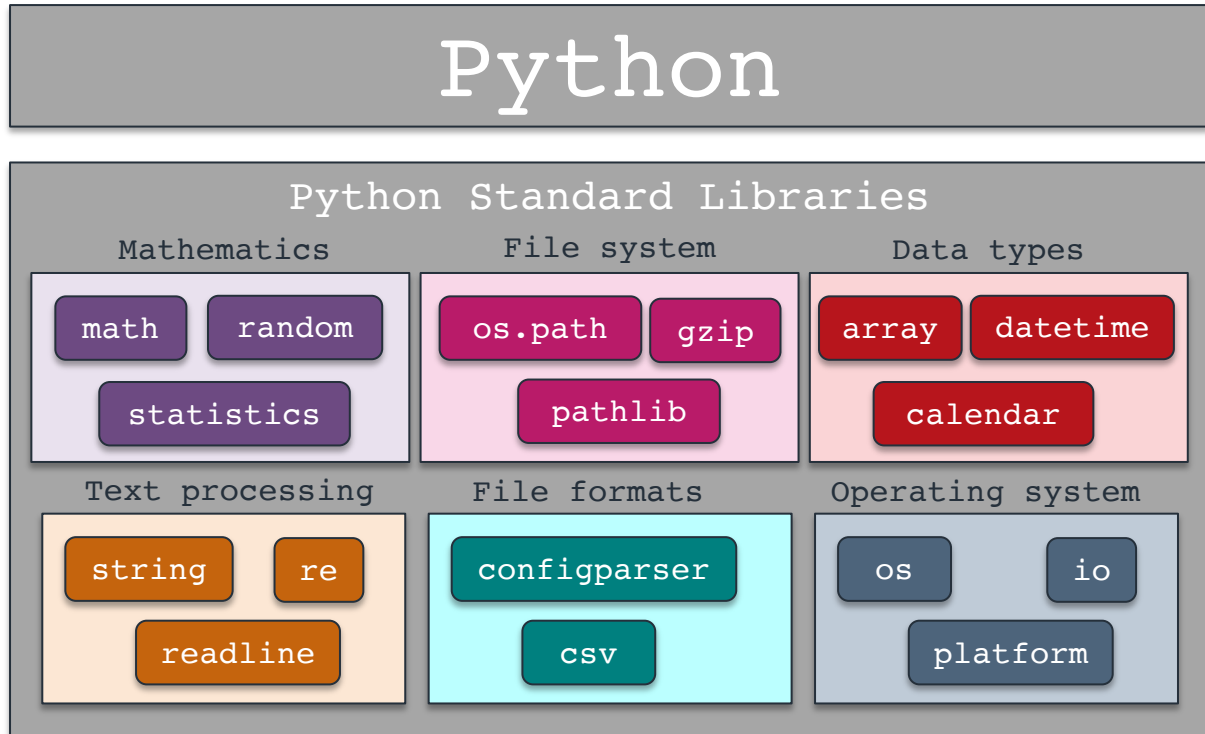 Python
Python Standard Libraries
Mathematics
math random
statistics
File system
os.path gzip
pathlib
Data types
array datetime
calendar
Text processing
string re
readline
File formats
configparser
csv
Operating system
os io
platform